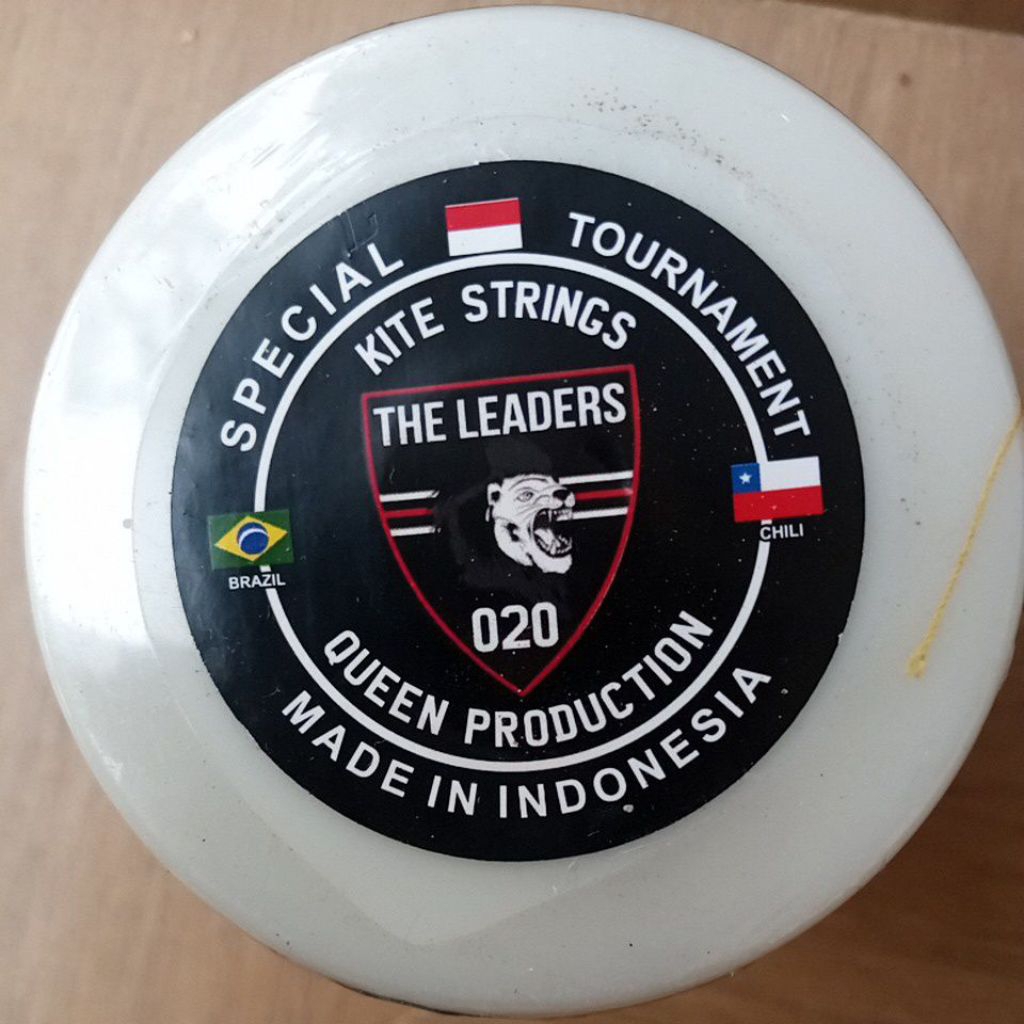 SPECIAL TOURNAMENT
KITE STRINGS
THE LEADERS
BRAZIL
CHILI
020
QUEEN PRODUCTION
MADE IN INDONESIA